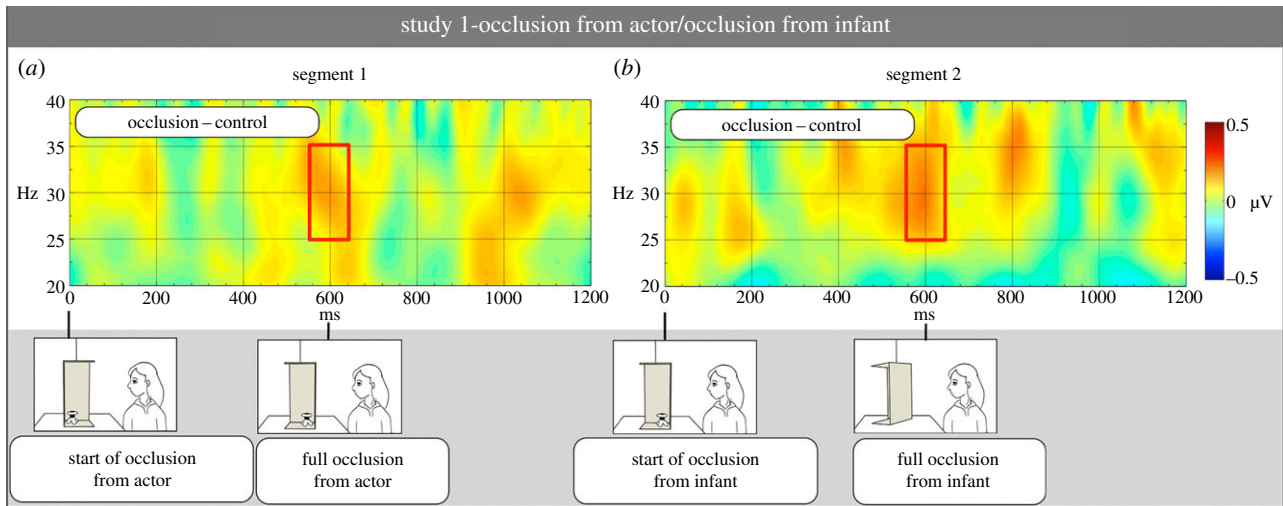 study 1-occlusion from actor/occlusion from infant
(a)
segment 1
(b)
segment 2
40
occlusion – control
35
Hz
30
25
20
0
200
400
600
800
1000
1200
ms
40
occlusion – control
35
Hz
30
25
20
0
200
400
600
800
1000
1200
ms
0.5
0
μV
–0.5
start of occlusion
from actor
full occlusion
from actor
start of occlusion
from infant
full occlusion
from infant